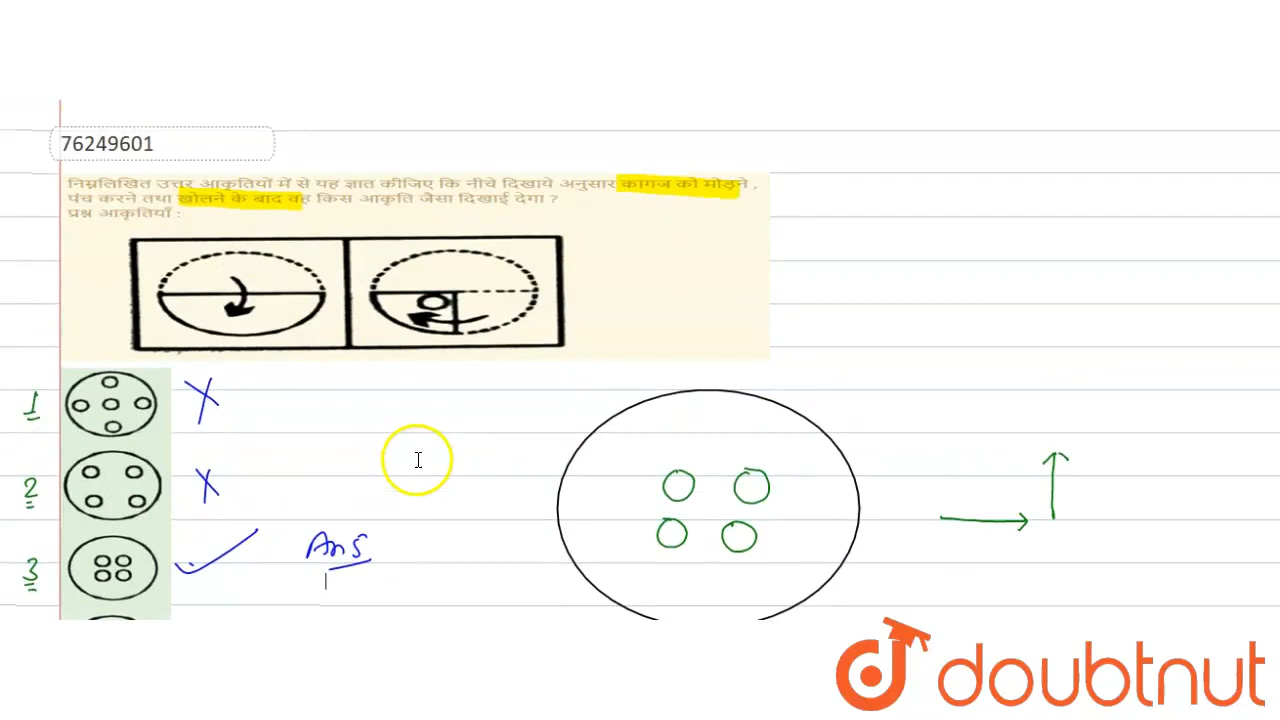 76249601
निम्नलिखित उत्तर आकृतियों में से यह ज्ञात कीजिए कि नीचे दिखाये अनुसार कागज को मोड़ने ,
पंच करने तथा खोलने के बाद वह किस आकृति जैसा दिखाई देगा ?
प्रश्न आकृतियाँ :
1
2
3
Ans
doubtnut